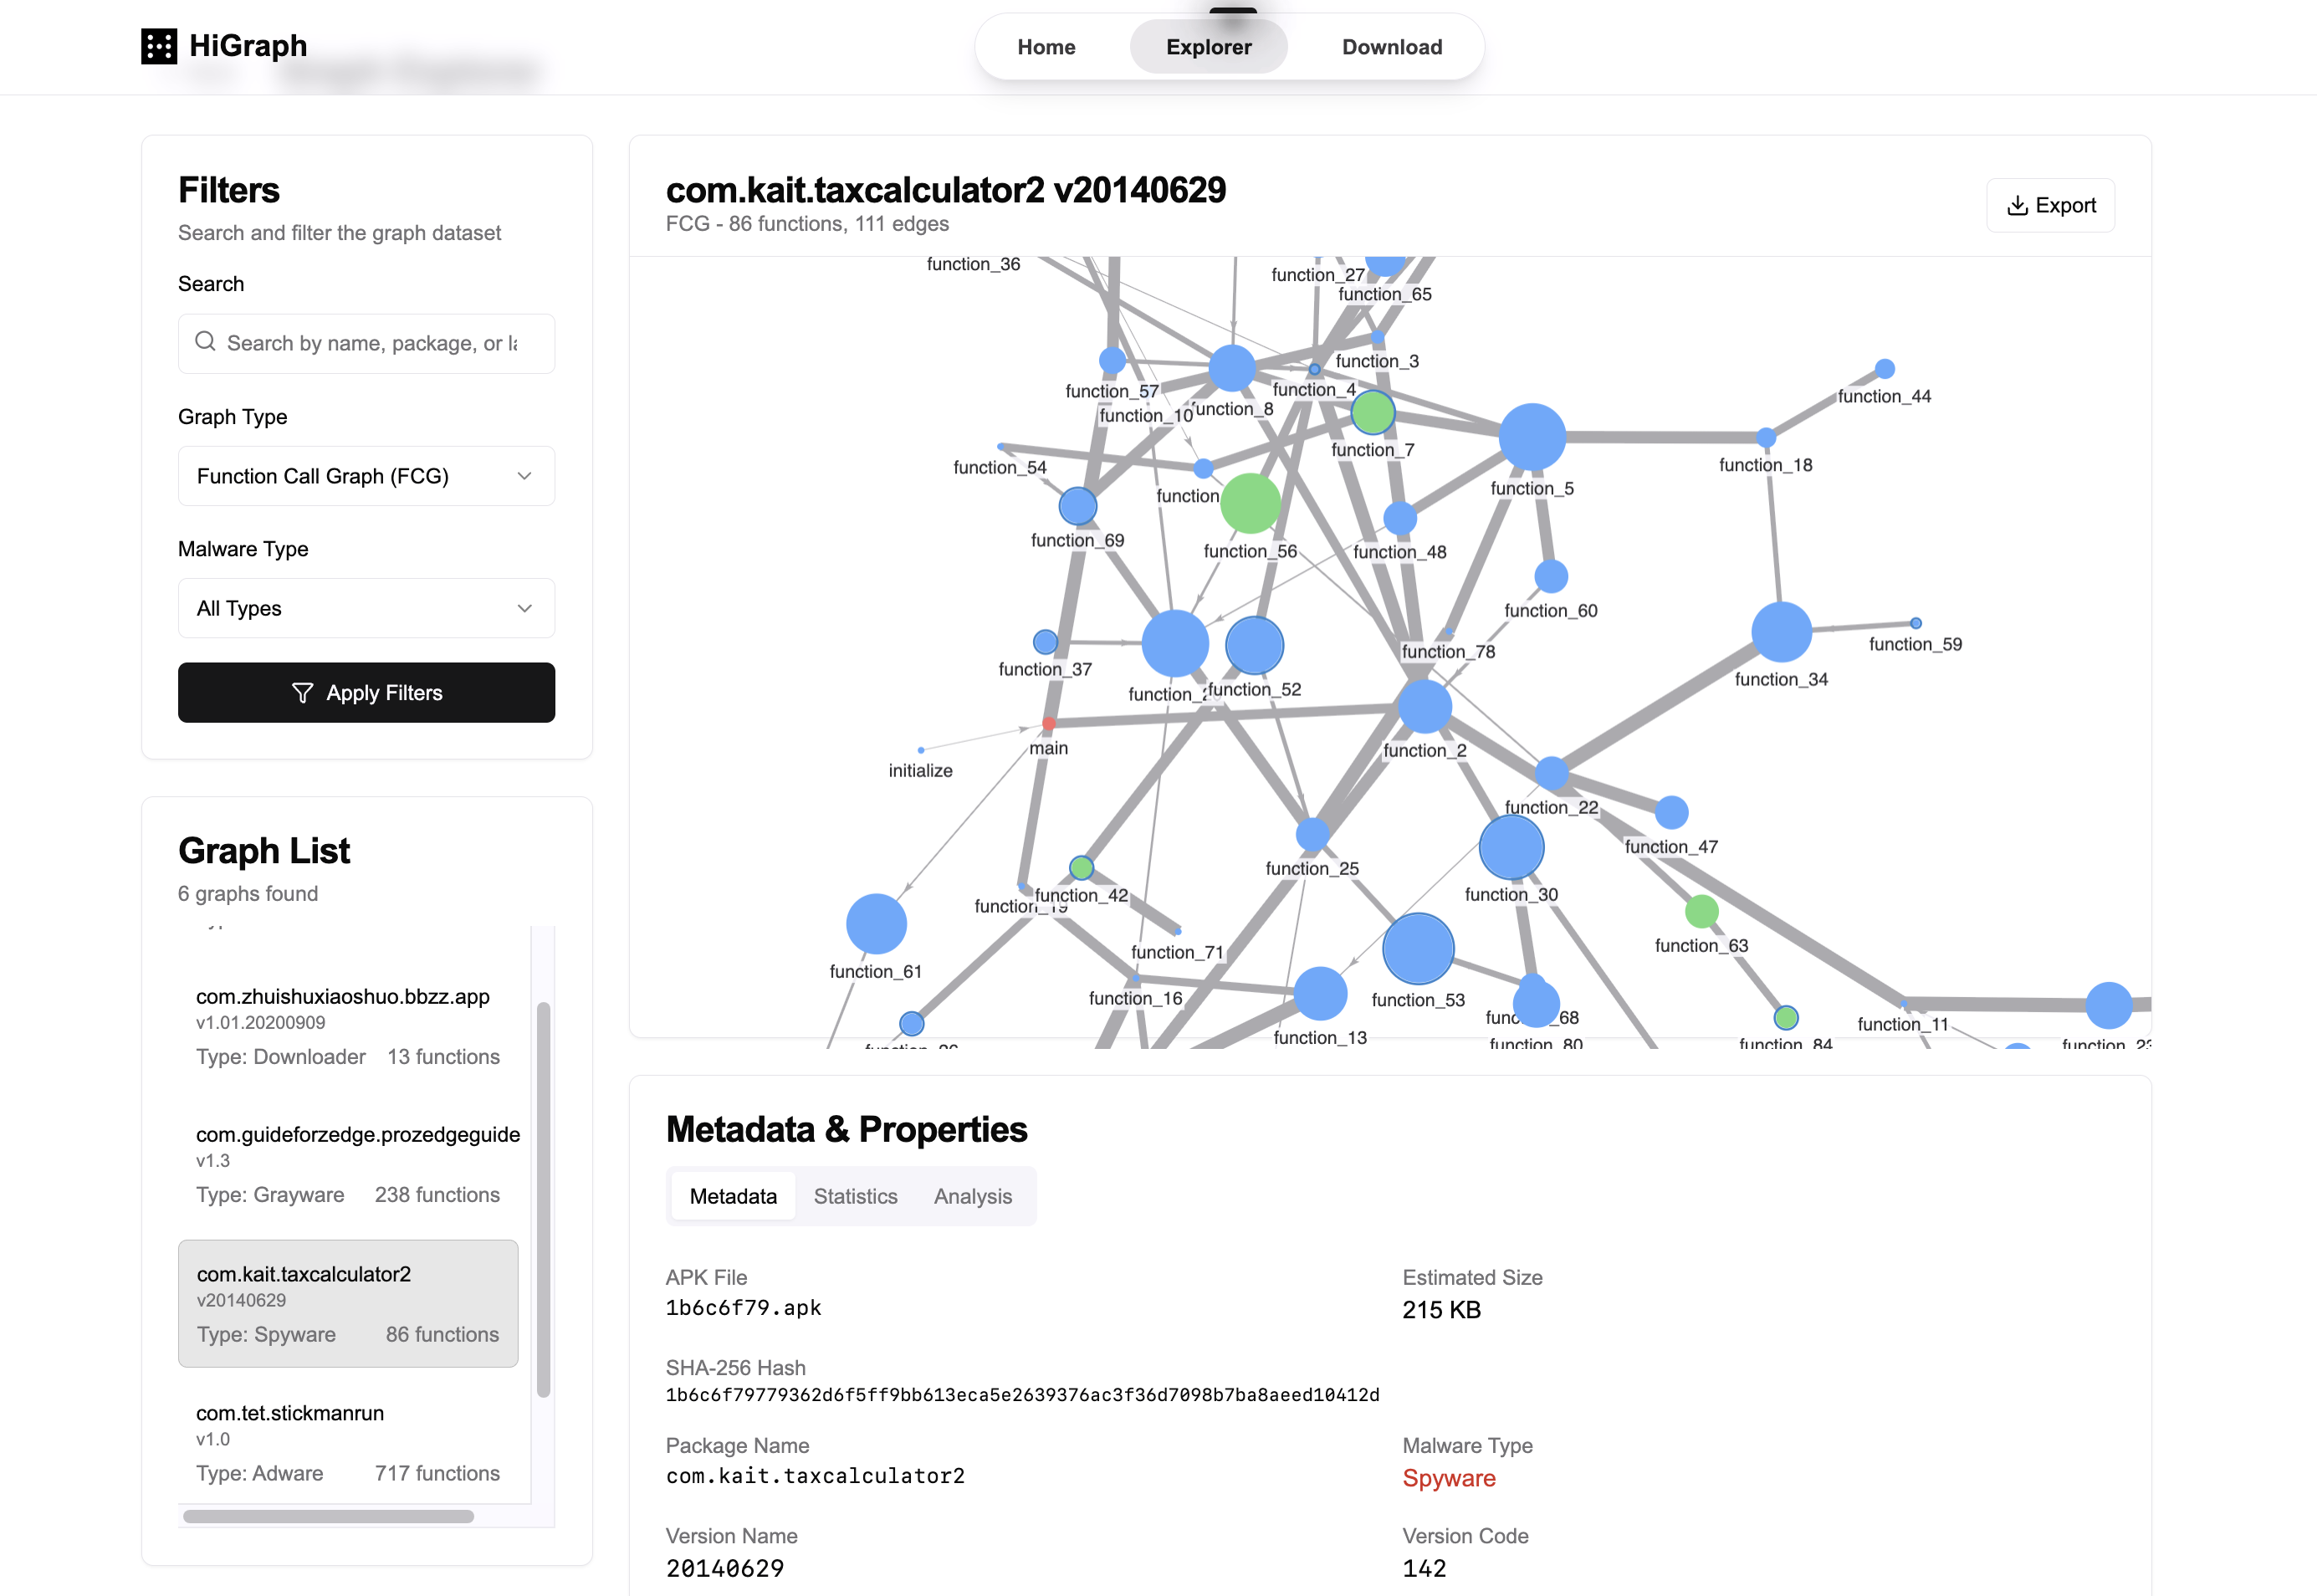 HiGraph
Home
Explorer
Download
Filters
Search and filter the graph dataset
Search
Search by name, package, or la
Graph Type
Function Call Graph (FCG)
Malware Type
All Types
Apply Filters
Graph List
6 graphs found
com.zhuishuxiaoshuo.bbzz.app
v1.01.20200909
Type: Downloader 13 functions
com.guideforzedge.prozedgeguide
v1.3
Type: Grayware 238 functions
com.kait.taxcalculator2
v20140629
Type: Spyware 86 functions
com.tet.stickmanrun
v1.0
Type: Adware 717 functions
com.kait.taxcalculator2 v20140629
FCG - 86 functions, 111 edges
Export
function_36
function_27
function_65
function_3
function_57
function_4
function_44
function_10
function_8
function_7
function_54
function_18
function_5
function
function_69
function_56
function_48
function_60
function_37
function_78
function_59
function_34
function_52
main
function_2
initialize
function_22
function_47
function_25
function_42
function_30
function_19
function_63
function_71
function_61
function_16
function_53
function_68
function_11
function_13
function_80
function_84
Metadata & Properties
Metadata
Statistics
Analysis
APK File
1b6c6f79.apk
Estimated Size
215 KB
SHA-256 Hash
1b6c6f79779362d6f5ff9bb613eca5e2639376ac3f36d7098b7ba8aeed10412d
Package Name
com.kait.taxcalculator2
Malware Type
Spyware
Version Name
20140629
Version Code
142